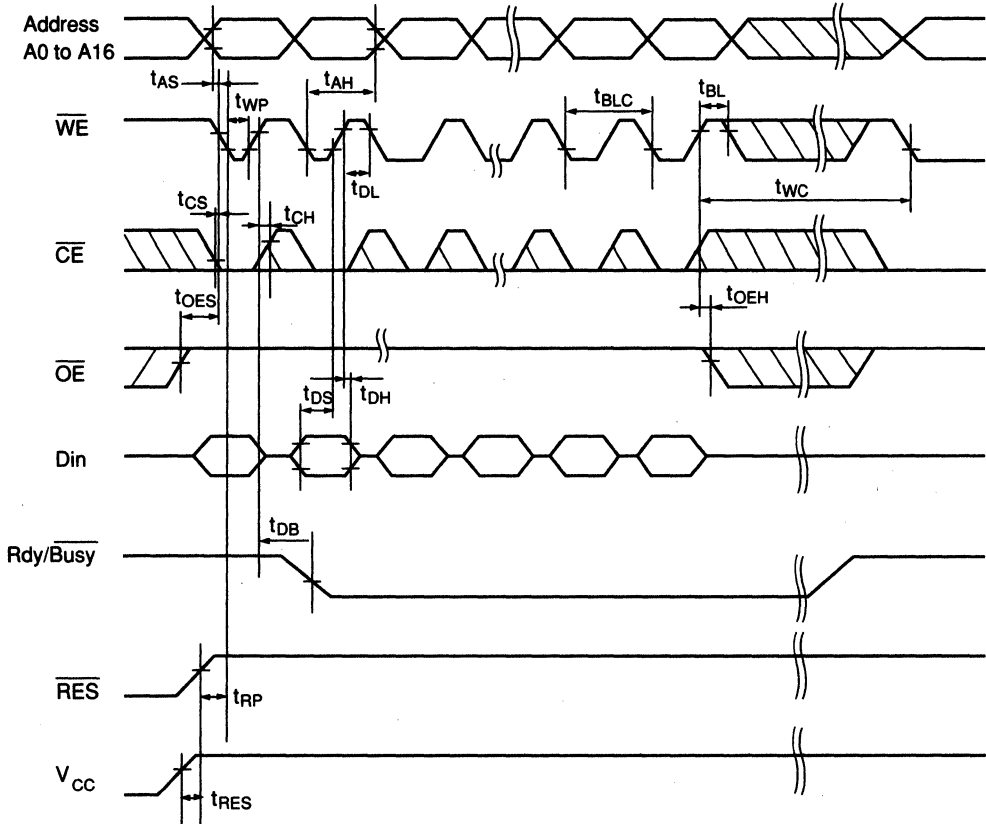 Address
A0 to A16
tAS
tWP
tAH
tBLC
tBL
WE
tDL
tWC
tCS
tCH
CE
tOES
tOEH
OE
tDS
tDH
Din
tDB
Rdy/Busy
RES
tRP
VCC
tRES